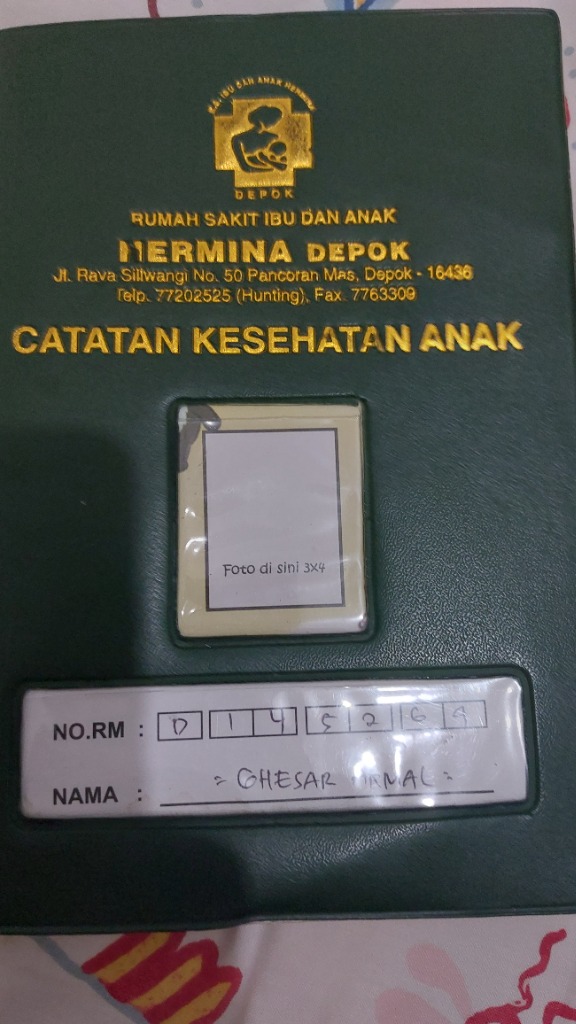 R.S. IBU DAN ANAK HERMINA
DEPOK
RUMAH SAKIT IBU DAN ANAK
HERMINA DEPOK
Jl. Raya Siliwangi No. 50 Pancoran Mas, Depok - 16436
Telp. 77202525 (Hunting), Fax. 7763309
CATATAN KESEHATAN ANAK
Foto di sini 3x4
NO.RM : D 1 4 5 2 6
NAMA : = GHESAR